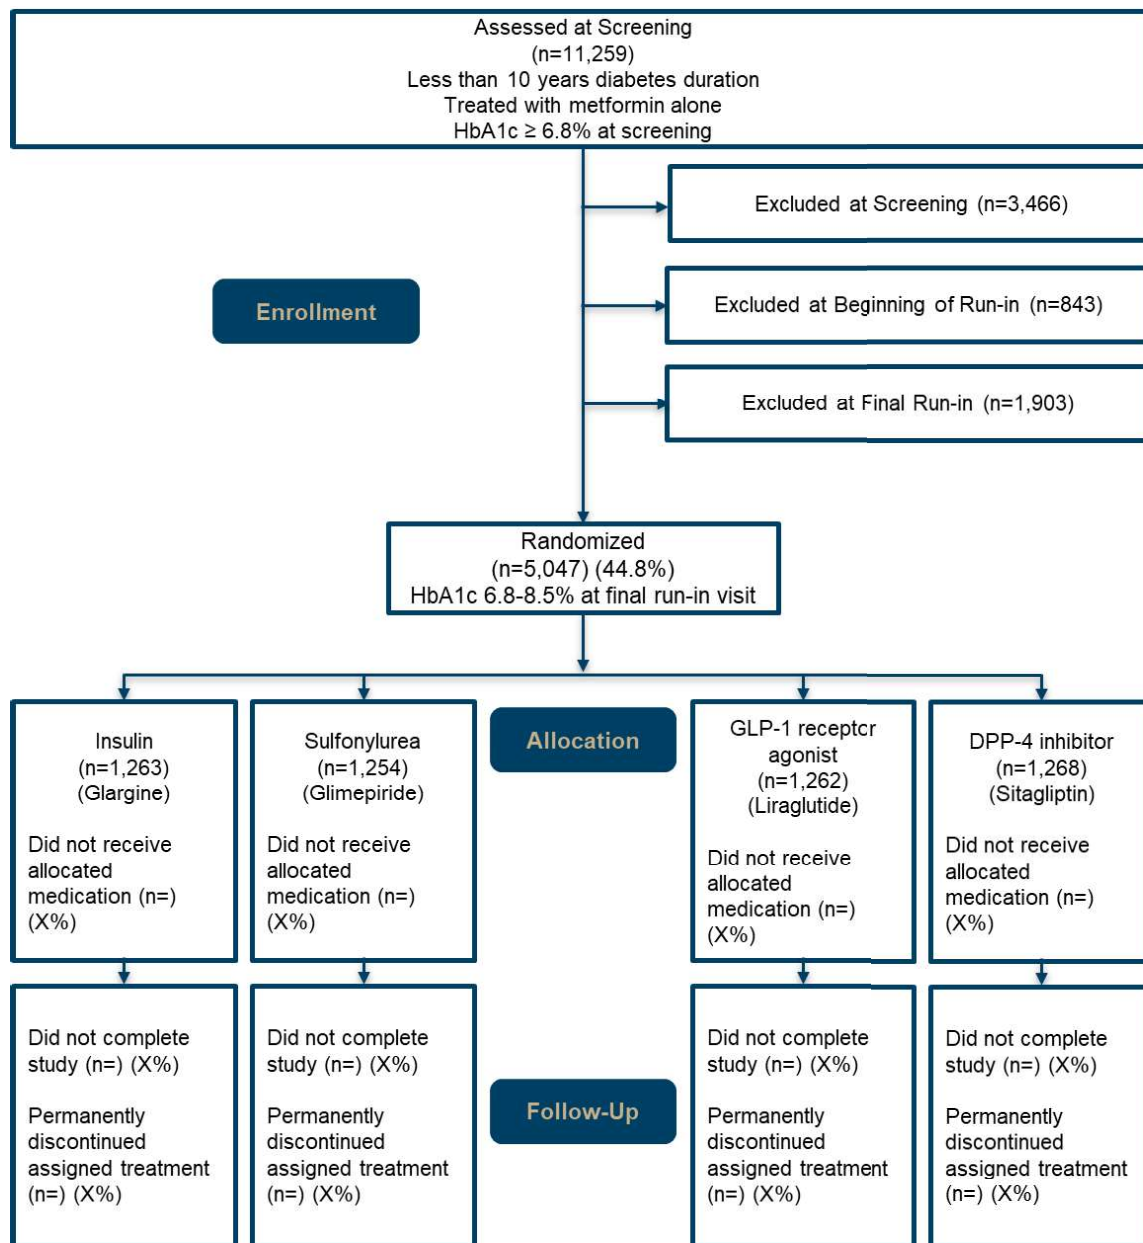 Assessed at Screening
(n=11,259)
Less than 10 years diabetes duration
Treated with metformin alone
HbA1c ≥ 6.8% at screening
Excluded at Screening (n=3,466)
Enrollment
Excluded at Beginning of Run-in (n=843)
Excluded at Final Run-in (n=1,903)
Randomized
(n=5,047) (44.8%)
HbA1c 6.8-8.5% at final run-in visit
Allocation
Insulin
(n=1,263)
(Glargine)
Did not receive
allocated
medication (n=)
(X%)
Sulfonylurea
(n=1,254)
(Glimepiride)
Did not receive
allocated
medication (n=)
(X%)
GLP-1 receptor
agonist
(n=1,262)
(Liraglutide)
Did not receive
allocated
medication (n=)
(X%)
DPP-4 inhibitor
(n=1,268)
(Sitagliptin)
Did not receive
allocated
medication (n=)
(X%)
Follow-Up
Did not complete
study (n=) (X%)
Permanently
discontinued
assigned treatment
(n=) (X%)
Did not complete
study (n=) (X%)
Permanently
discontinued
assigned treatment
(n=) (X%)
Did not complete
study (n=) (X%)
Permanently
discontinued
assigned treatment
(n=) (X%)
Did not complete
study (n=) (X%)
Permanently
discontinued
assigned treatment
(n=) (X%)